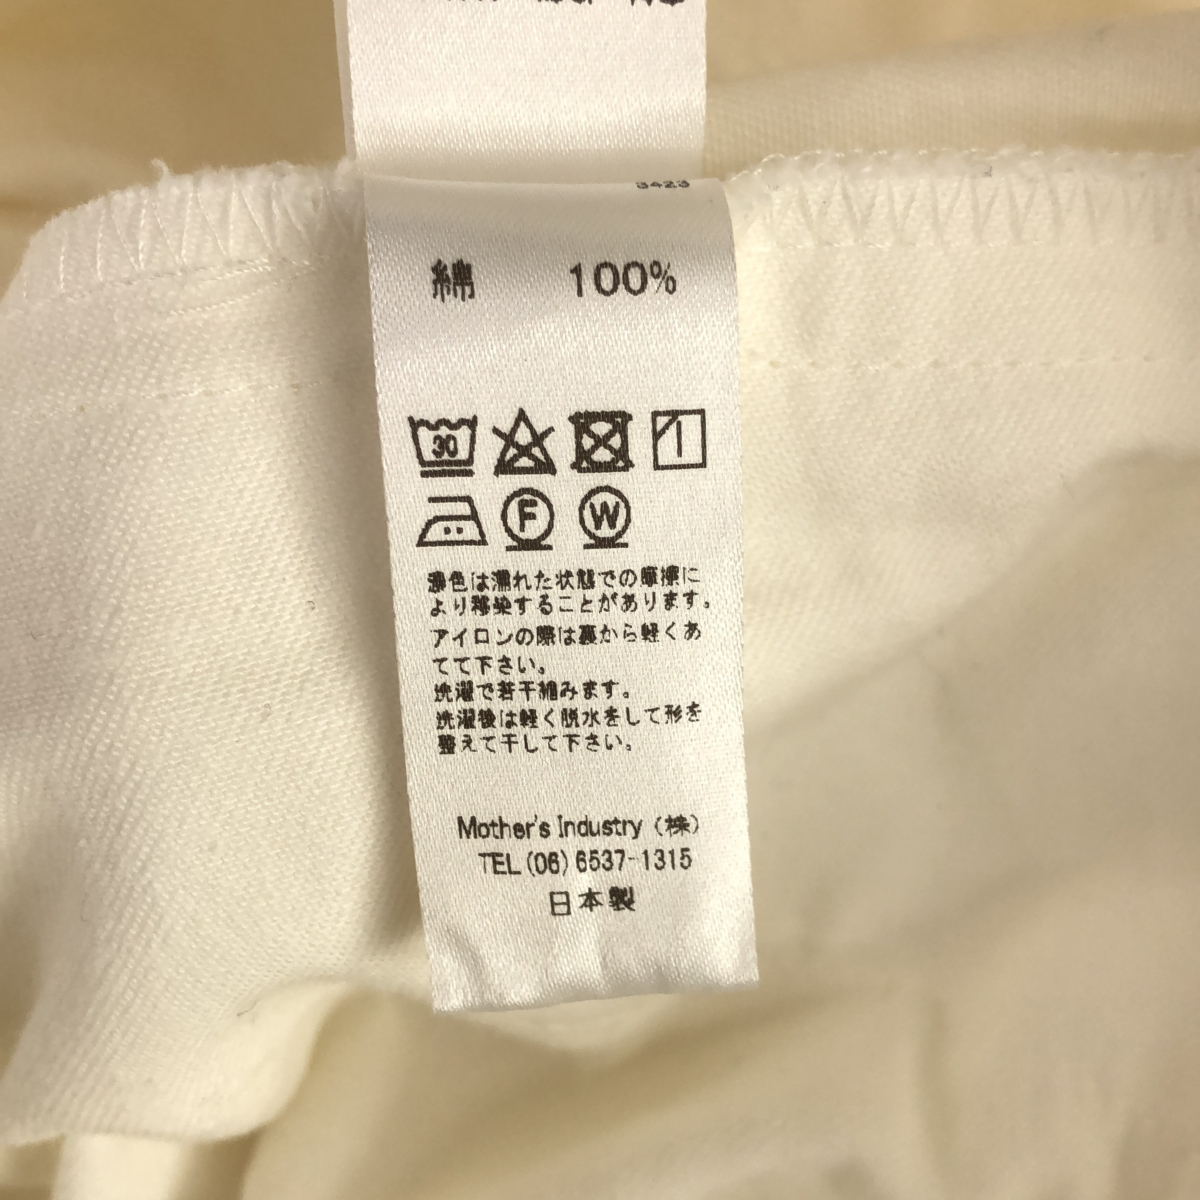 3423
綿 100%
30
F W
濃色は濡れた状態での摩擦に
より移染することがあります。
アイロンの際は裏から軽くあ
てて下さい。
洗濯で若干縮みます。
洗濯後は軽く脱水をして形を
整えて干して下さい。
Mother's Industry (株)
TEL (06) 6537-1315
日本製